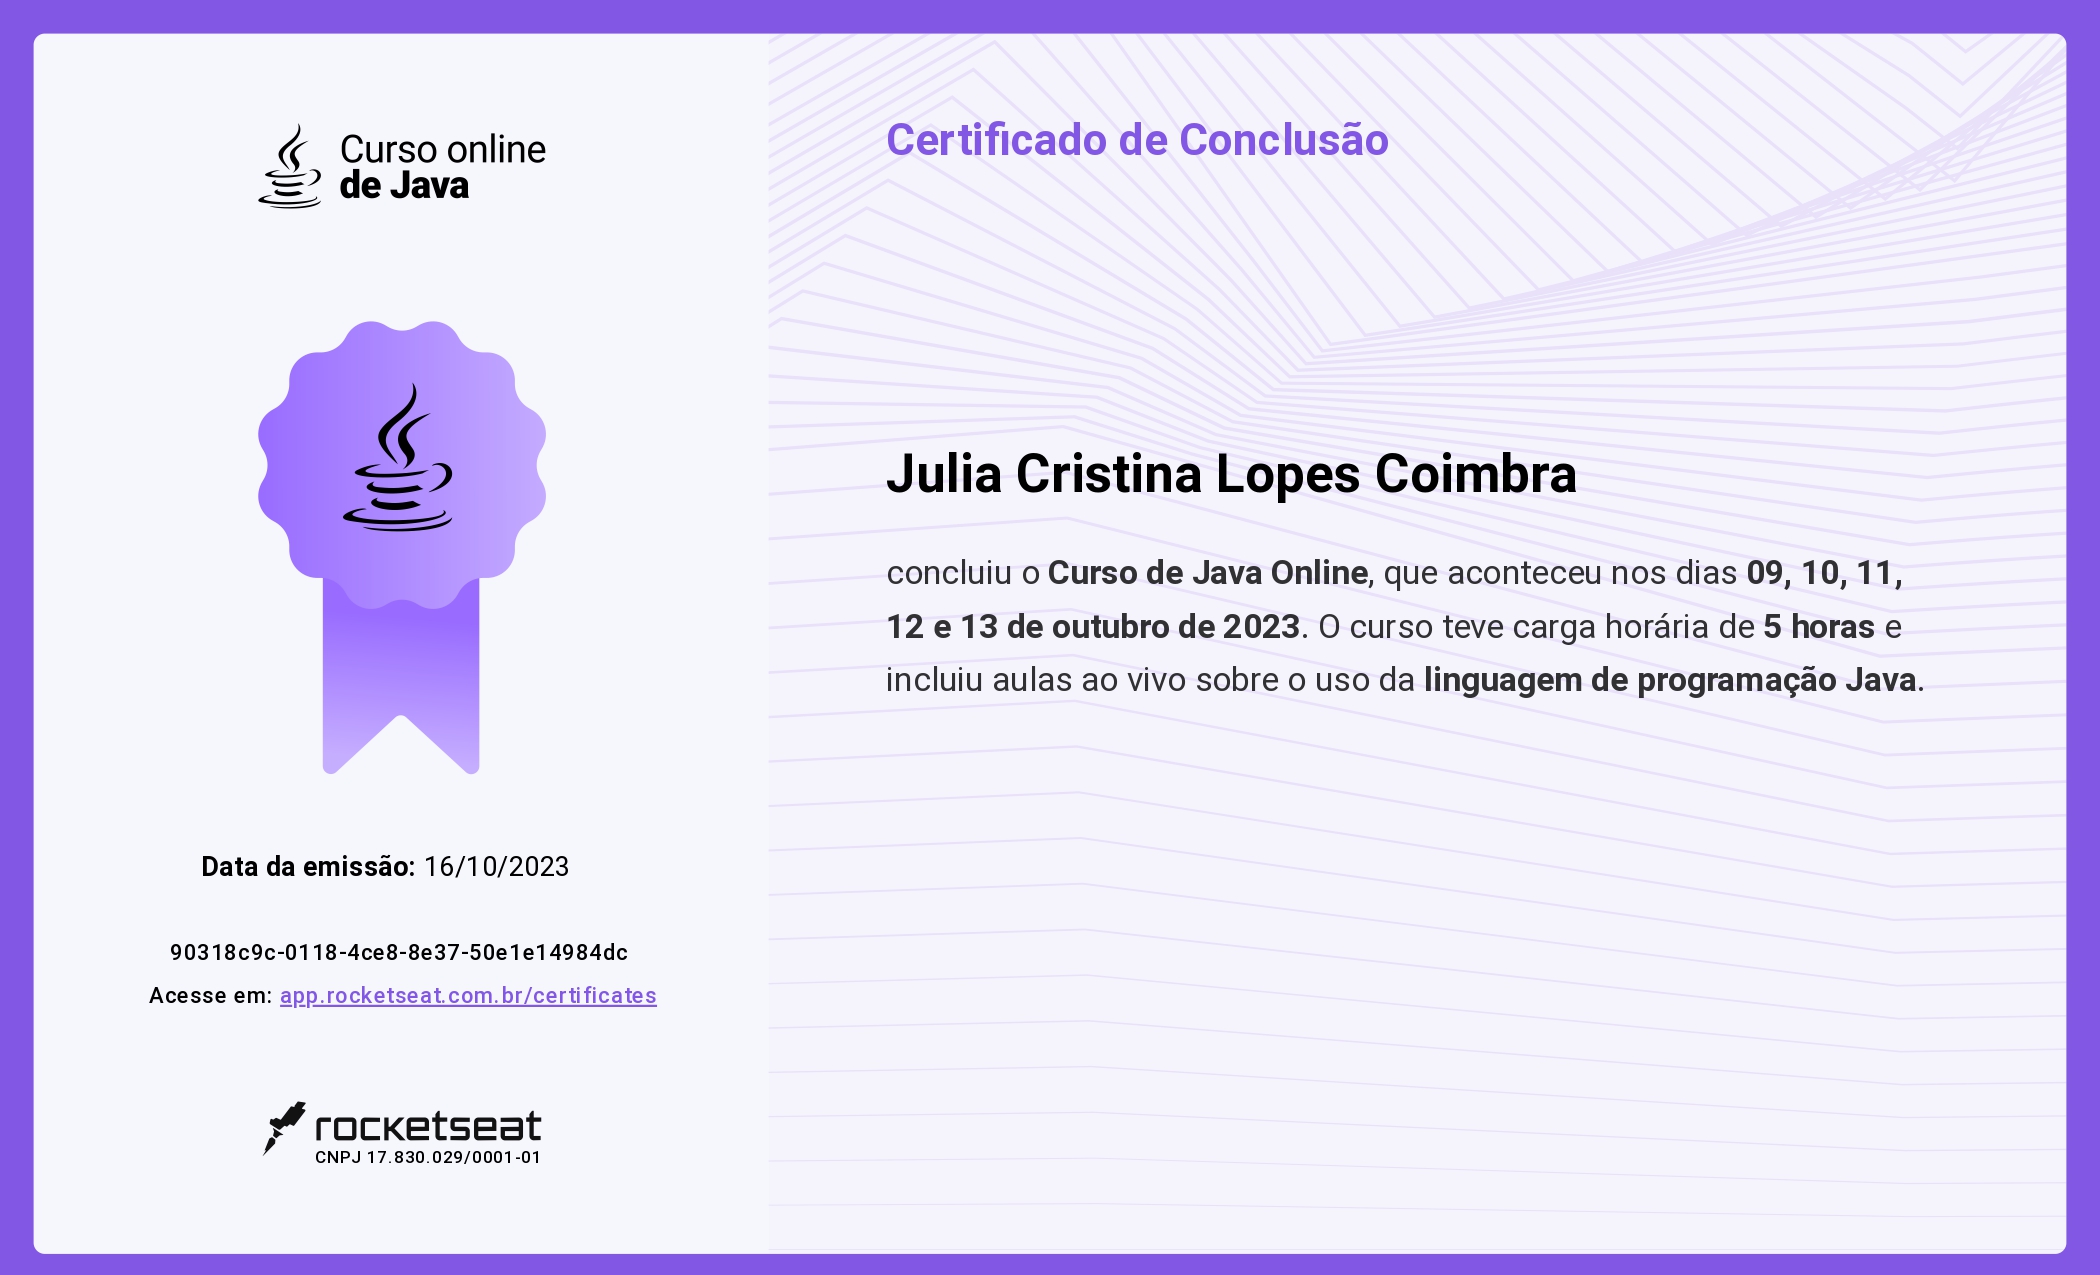 Curso online
de Java
Data da emissão: 16/10/2023
90318c9c-0118-4ce8-8e37-50e1e14984dc
Acesse em: app.rocketseat.com.br/certificates
rocketseat
CNPJ 17.830.029/0001-01
Certificado de Conclusão
Julia Cristina Lopes Coimbra
concluiu o Curso de Java Online, que aconteceu nos dias 09, 10, 11,
12 e 13 de outubro de 2023. O curso teve carga horária de 5 horas e
incluiu aulas ao vivo sobre o uso da linguagem de programação Java.